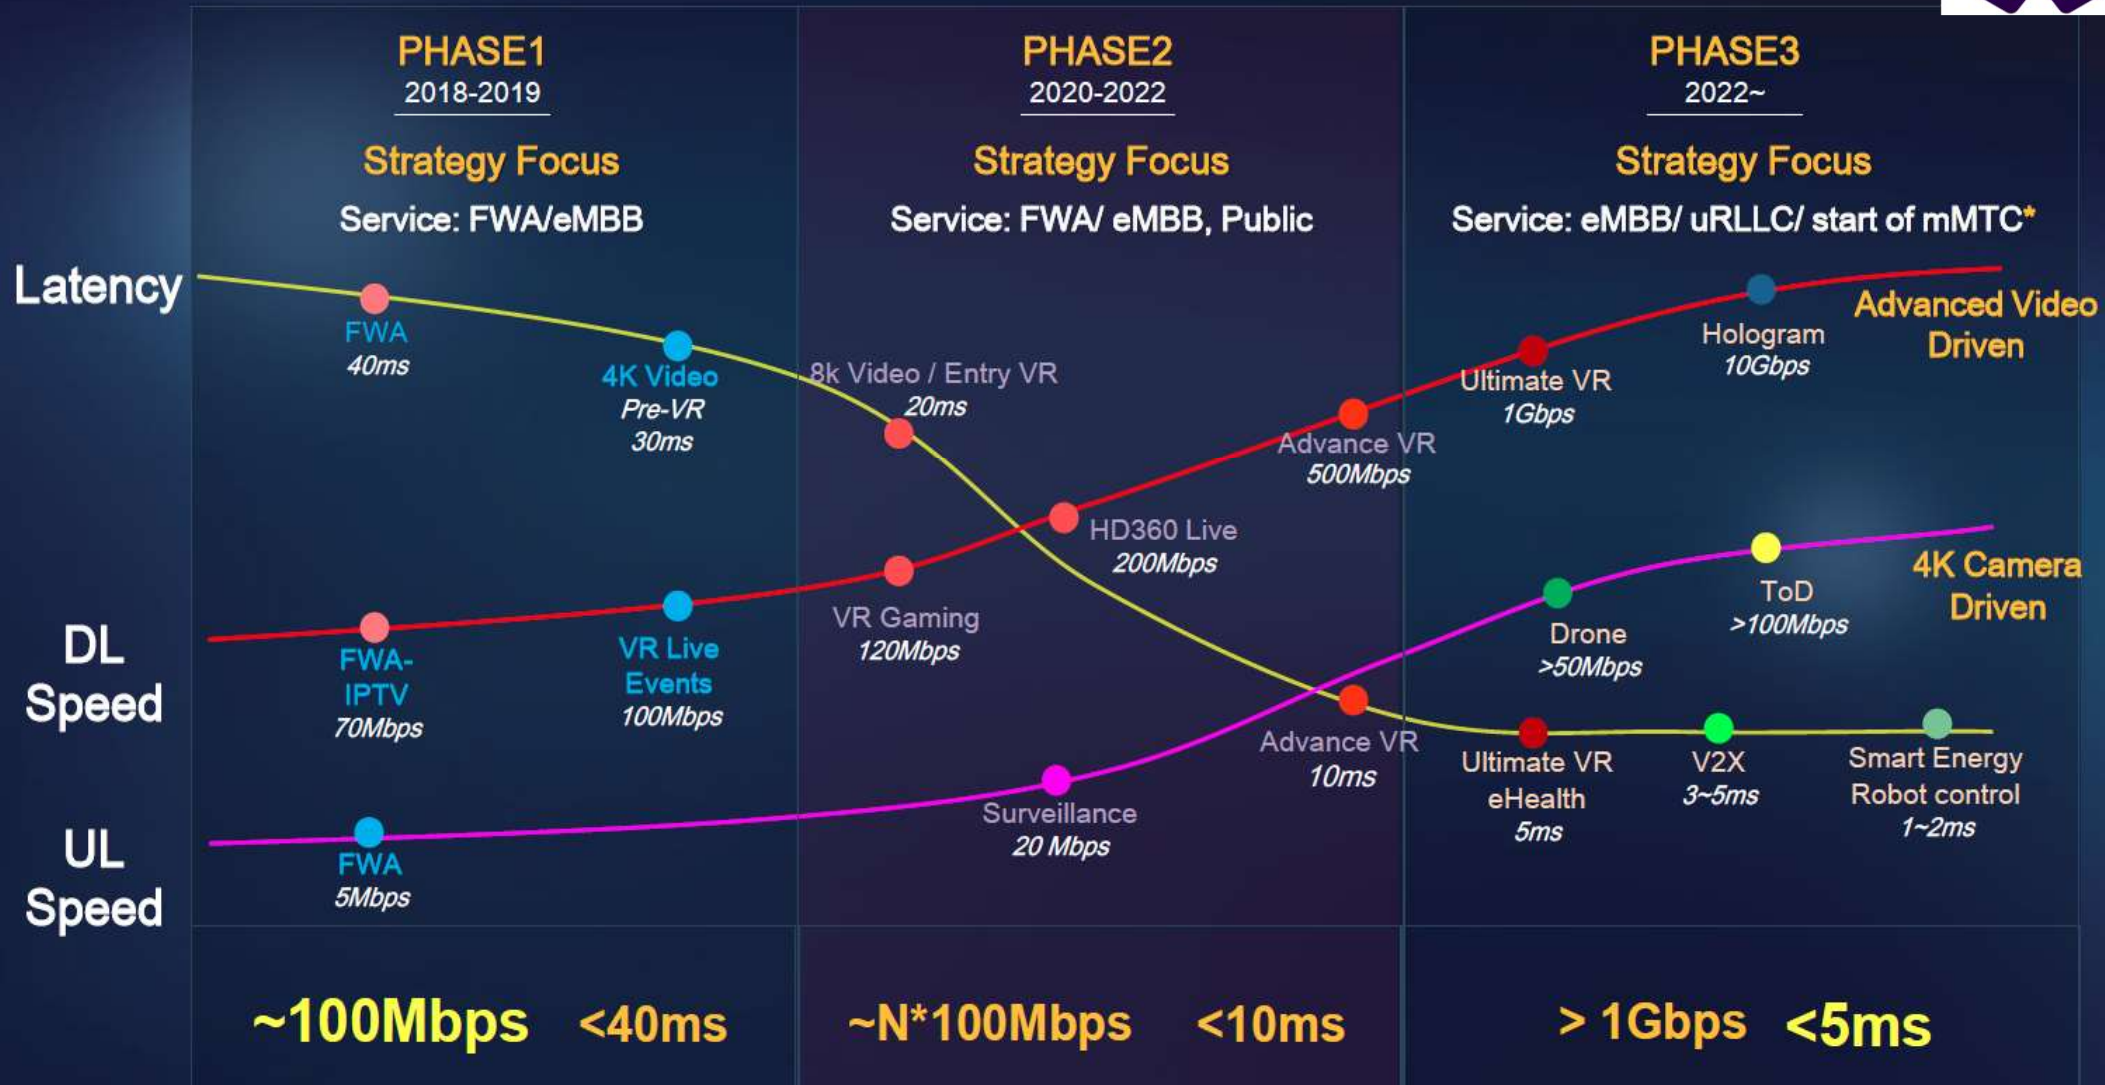 PHASE1
2018-2019
Strategy Focus
Service: FWA/eMBB
PHASE2
2020-2022
Strategy Focus
Service: FWA/ eMBB, Public
PHASE3
2022~
Strategy Focus
Service: eMBB/ uRLLC/ start of mMTC*
Latency
FWA
40ms
4K Video
Pre-VR
30ms
8k Video / Entry VR
20ms
Advance VR
10ms
Ultimate VR
eHealth
5ms
V2X
3~5ms
Smart Energy
Robot control
1~2ms
DL
Speed
FWA-
IPTV
70Mbps
VR Live
Events
100Mbps
VR Gaming
120Mbps
HD360 Live
200Mbps
Advance VR
500Mbps
Ultimate VR
1Gbps
Hologram
10Gbps
Advanced Video
Driven
UL
Speed
FWA
5Mbps
Surveillance
20 Mbps
Drone
>50Mbps
ToD
>100Mbps
4K Camera
Driven
~100Mbps <40ms
~N*100Mbps <10ms
> 1Gbps <5ms